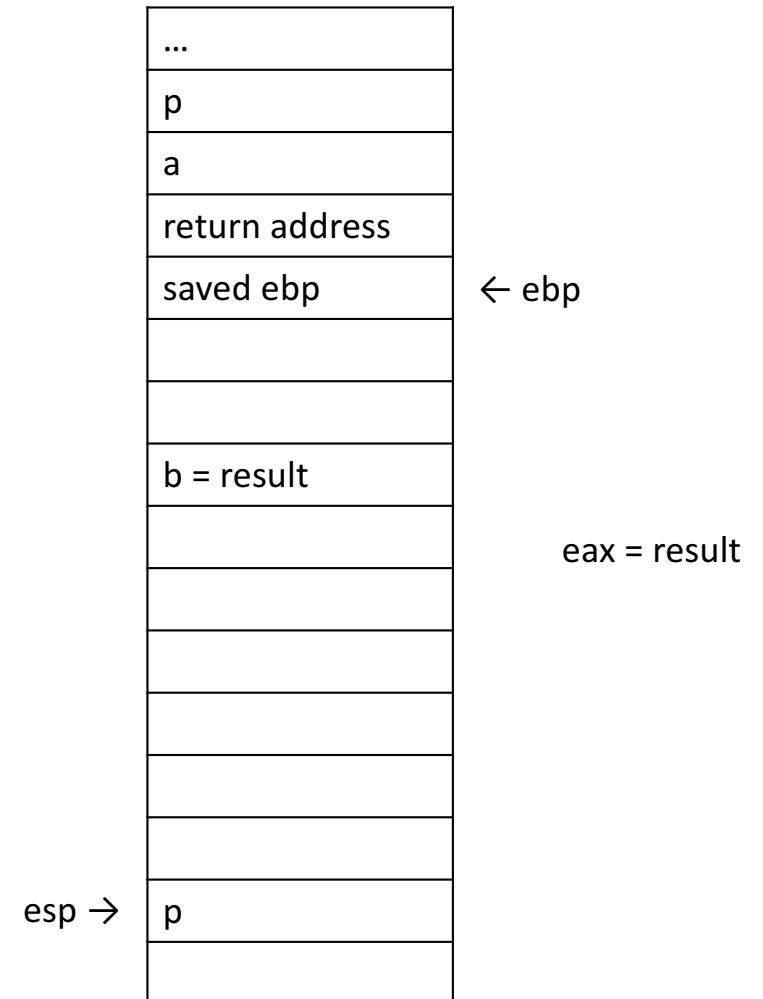 ...
p
a
return address
saved ebp
← ebp
b = result
eax = result
esp →
p